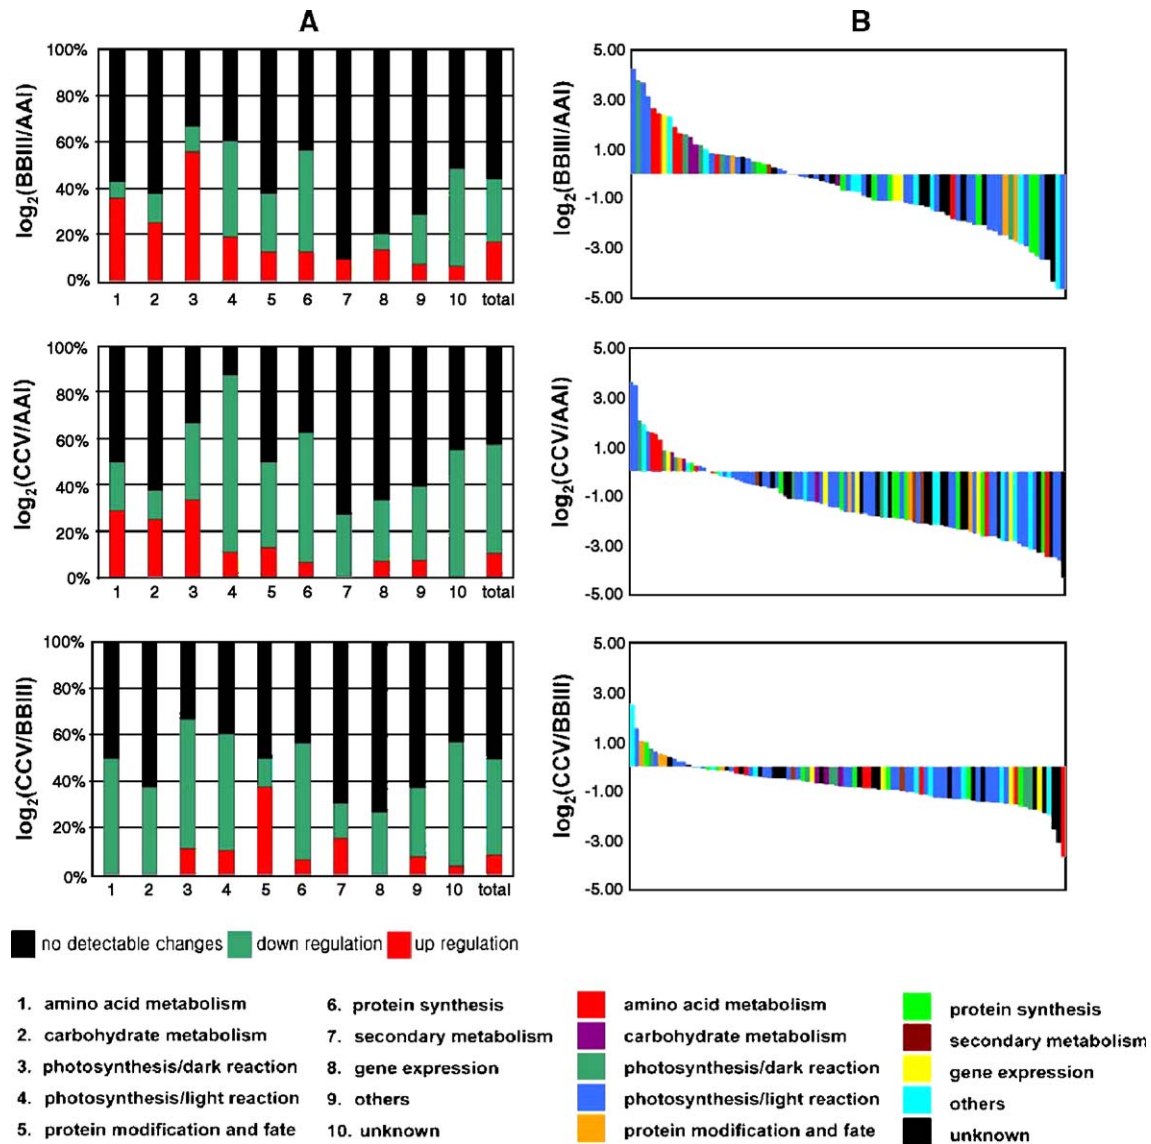 A
B
log2(BBIII/AAI)
100%
80%
60%
40%
20%
0%
1 2 3 4 5 6 7 8 9 10 total
log2(BBIII/AAI)
5.00
3.00
1.00
-1.00
-3.00
-5.00
log2(CCV/AAI)
100%
80%
60%
40%
20%
0%
1 2 3 4 5 6 7 8 9 10 total
log2(CCV/AAI)
5.00
3.00
1.00
-1.00
-3.00
-5.00
log2(CCV/BBIII)
100%
80%
60%
40%
20%
0%
1 2 3 4 5 6 7 8 9 10 total
log2(CCV/BBIII)
5.00
3.00
1.00
-1.00
-3.00
-5.00
no detectable changes down regulation up regulation
1. amino acid metabolism
2. carbohydrate metabolism
3. photosynthesis/dark reaction
4. photosynthesis/light reaction
5. protein modification and fate
6. protein synthesis
7. secondary metabolism
8. gene expression
9. others
10. unknown
amino acid metabolism
carbohydrate metabolism
photosynthesis/dark reaction
photosynthesis/light reaction
protein modification and fate
protein synthesis
secondary metabolism
gene expression
others
unknown